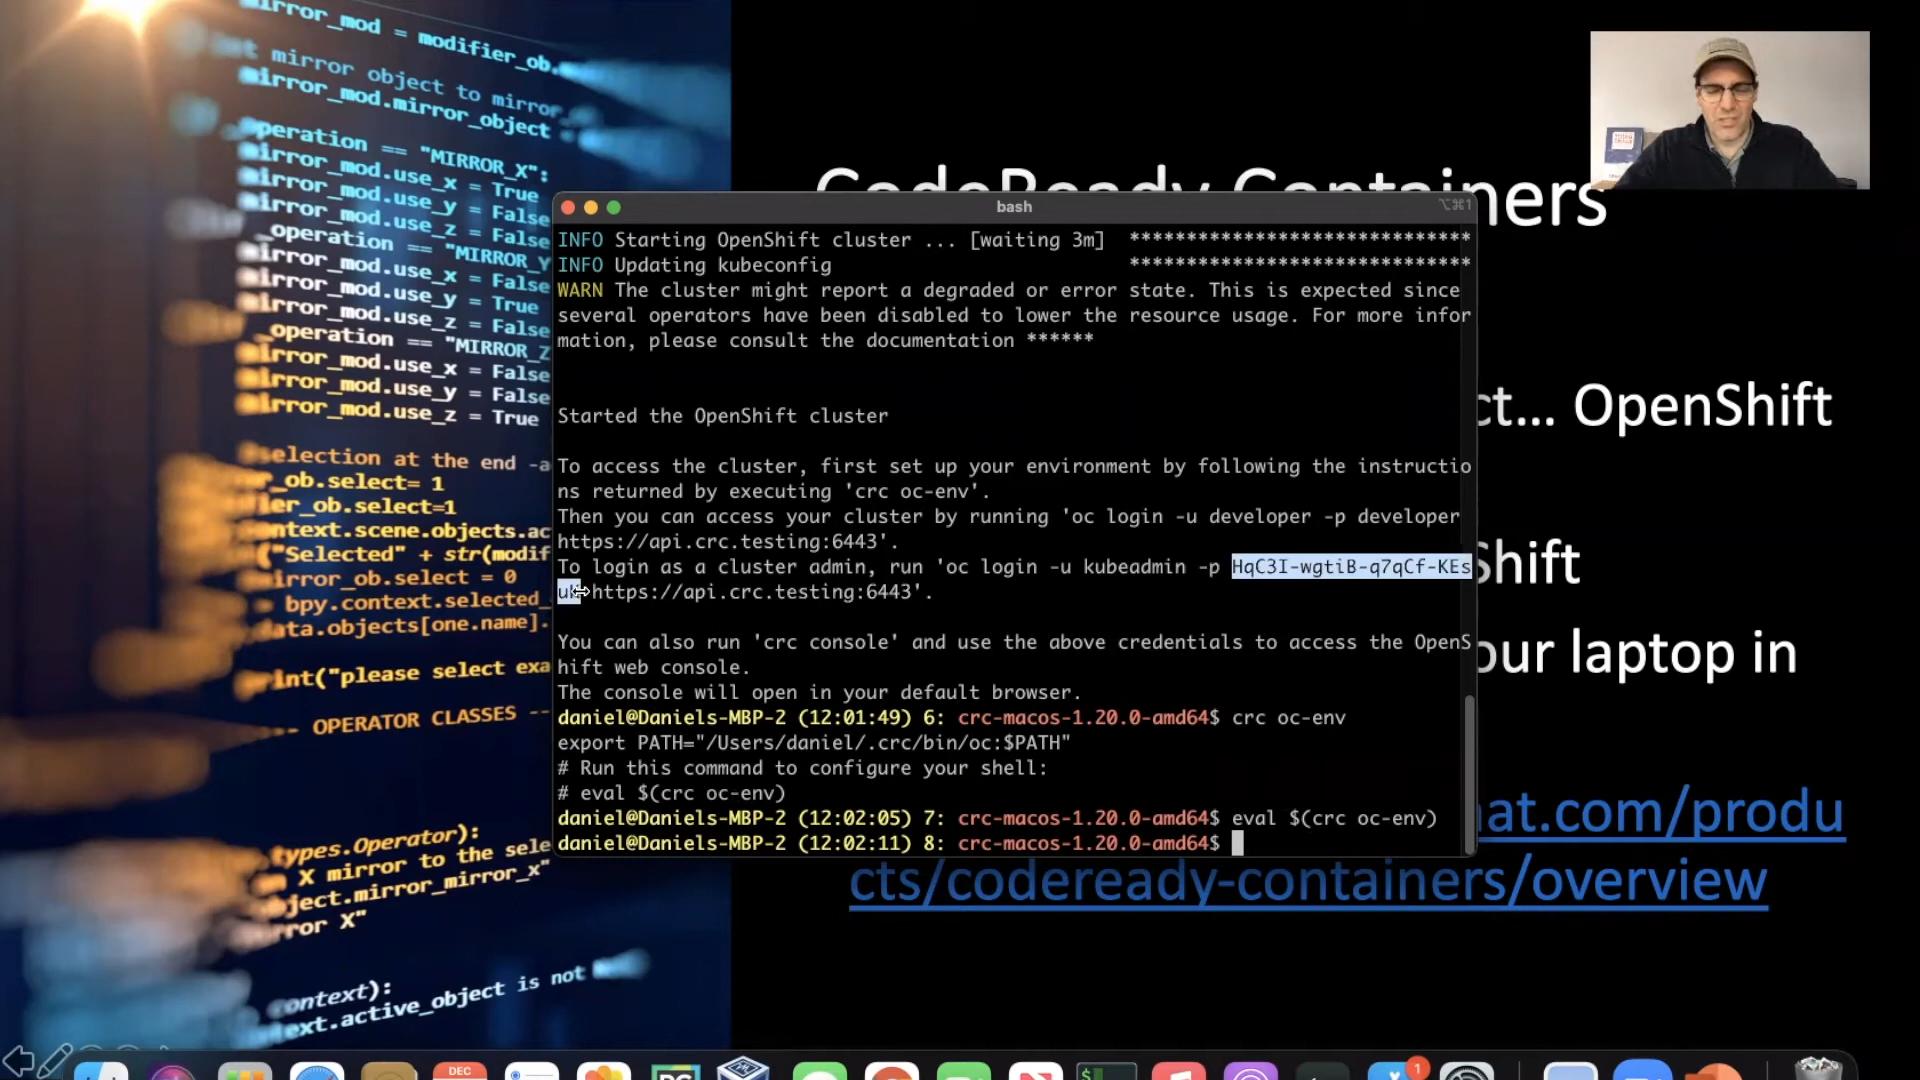 mirror_mod = modifier_ob.
mirror object to mirror
mirror_mod.mirror_object
operation == "MIRROR_X":
mirror_mod.use_x = True
mirror_mod.use_y = False
mirror_mod.use_z = False
_operation == "MIRROR_Y
mirror_mod.use_x = False
mirror_mod.use_y = True
mirror_mod.use_z = False
_operation == "MIRROR_Z
mirror_mod.use_x = False
mirror_mod.use_y = False
mirror_mod.use_z = True
selection at the end -a
_ob.select= 1
ier_ob.select=1
ntext.scene.objects.ac
("Selected" + str(modif
mirror_ob.select = 0
bpy.context.selected_
data.objects[one.name].
print("please select exa
-- OPERATOR CLASSES --
types.Operator):
X mirror to the sele
ject.mirror_mirror_x"
ror X"
context):
ext.active_object is not
CodeReady Containers
ct... OpenShift
Shift
our laptop in
hat.com/produ
cts/codeready-containers/overview
bash
⌥⌘1
INFO Starting OpenShift cluster ... [waiting 3m] ******************************
INFO Updating kubeconfig ******************************
WARN The cluster might report a degraded or error state. This is expected since
several operators have been disabled to lower the resource usage. For more infor
mation, please consult the documentation ******
Started the OpenShift cluster
To access the cluster, first set up your environment by following the instructio
ns returned by executing 'crc oc-env'.
Then you can access your cluster by running 'oc login -u developer -p developer
https://api.crc.testing:6443'.
To login as a cluster admin, run 'oc login -u kubeadmin -p HqC3I-wgtiB-q7qCf-KEs
uk https://api.crc.testing:6443'.
You can also run 'crc console' and use the above credentials to access the OpenS
hift web console.
The console will open in your default browser.
daniel@Daniels-MBP-2 (12:01:49) 6: crc-macos-1.20.0-amd64$ crc oc-env
export PATH="/Users/daniel/.crc/bin/oc:$PATH"
# Run this command to configure your shell:
# eval $(crc oc-env)
daniel@Daniels-MBP-2 (12:02:05) 7: crc-macos-1.20.0-amd64$ eval $(crc oc-env)
daniel@Daniels-MBP-2 (12:02:11) 8: crc-macos-1.20.0-amd64$
DEC
1